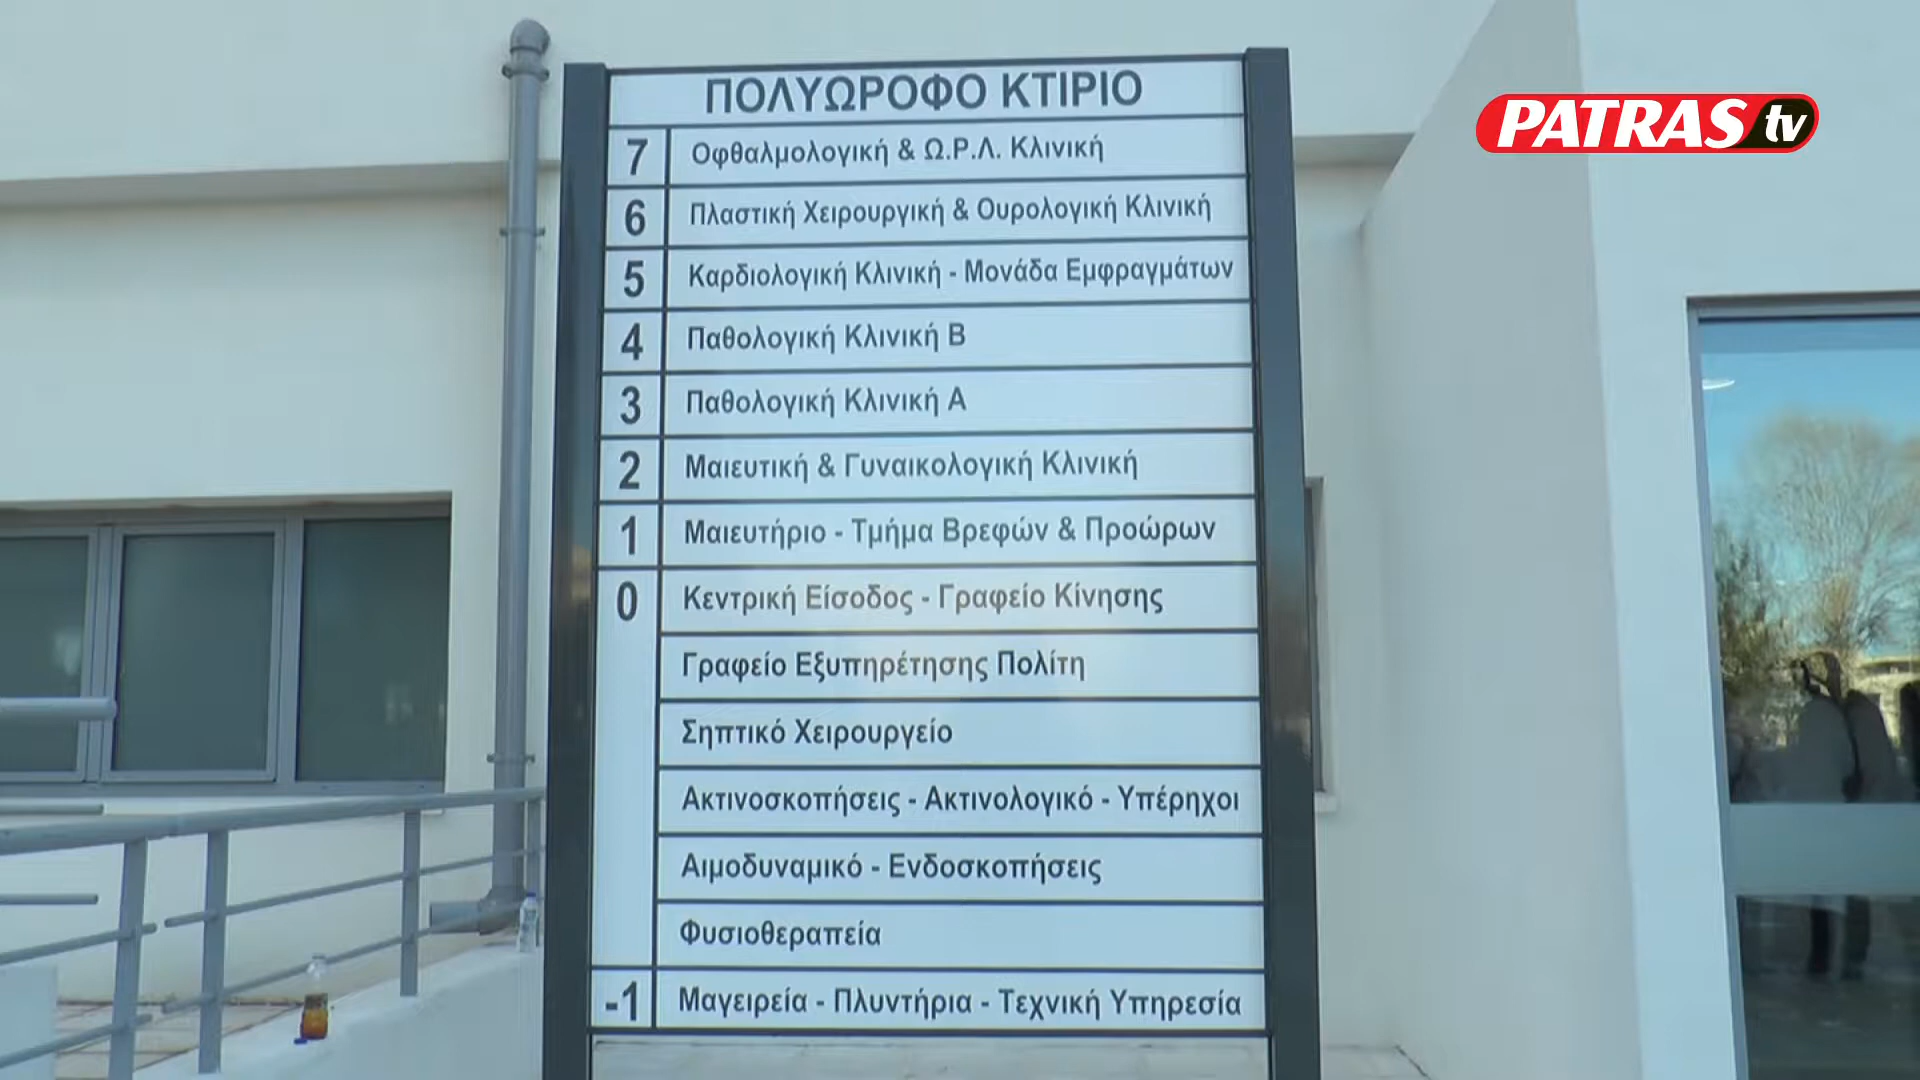 ΠΟΛΥΩΡΟΦΟ ΚΤΙΡΙΟ
PATRAS tv
7 Οφθαλμολογική & Ω.Ρ.Λ. Κλινική
6 Πλαστική Χειρουργική & Ουρολογική Κλινική
5 Καρδιολογική Κλινική - Μονάδα Εμφραγμάτων
4 Παθολογική Κλινική Β
3 Παθολογική Κλινική Α
2 Μαιευτική & Γυναικολογική Κλινική
1 Μαιευτήριο - Τμήμα Βρεφών & Προώρων
0 Κεντρική Είσοδος - Γραφείο Κίνησης
Γραφείο Εξυπηρέτησης Πολίτη
Σηπτικό Χειρουργείο
Ακτινοσκοπήσεις - Ακτινολογικό - Υπέρηχοι
Αιμοδυναμικό - Ενδοσκοπήσεις
Φυσιοθεραπεία
-1 Μαγειρεία - Πλυντήρια - Τεχνική Υπηρεσία